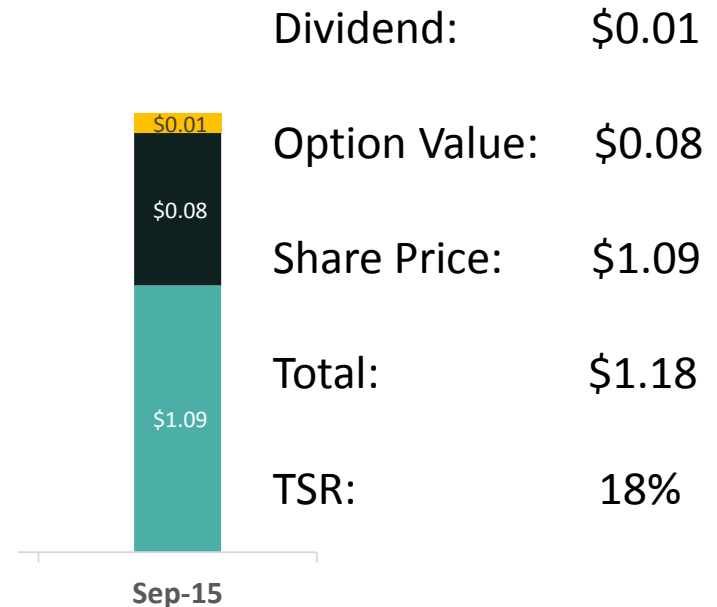 Dividend: $0.01
$0.01
Option Value: $0.08
$0.08
Share Price: $1.09
Total: $1.18
$1.09
TSR: 18%
Sep-15